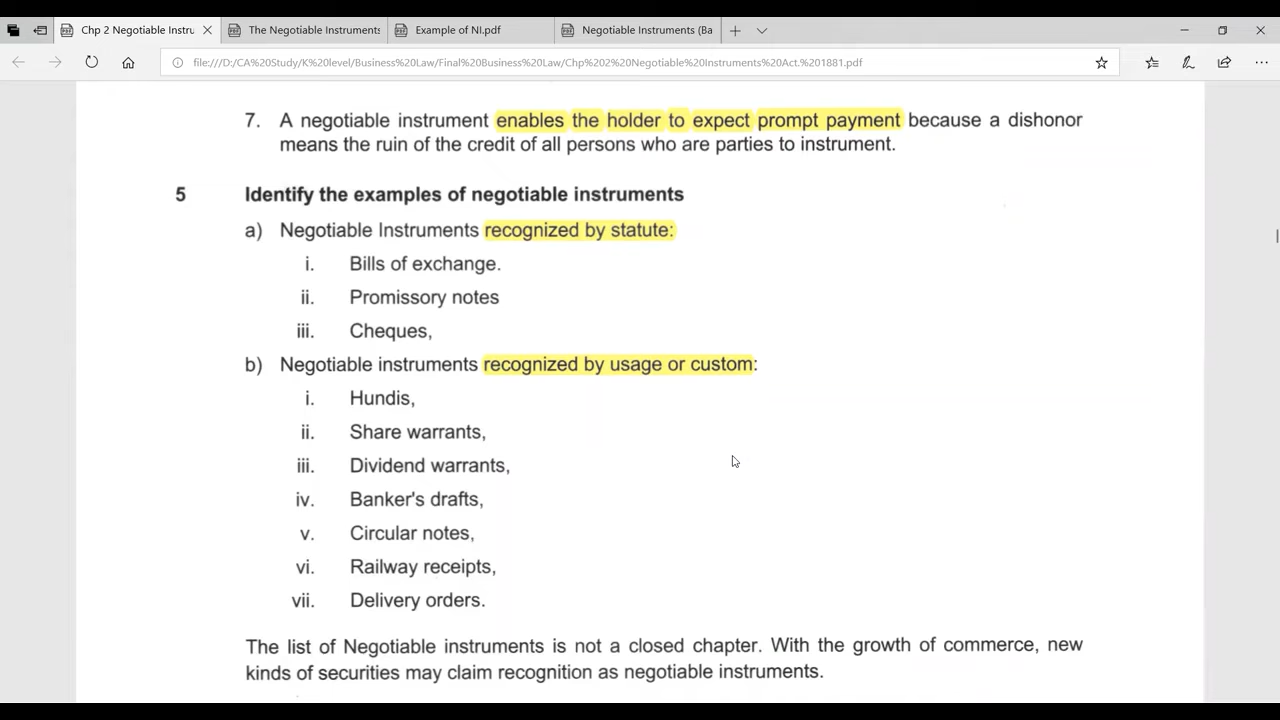 Chp 2 Negotiable Instru
The Negotiable Instruments
Example of NI.pdf
Negotiable Instruments (Ba
file:///D:/CA%20Study/K%20level/Business%20Law/Final%20Business%20Law/Chp%202%20Negotiable%20Instruments%20Act.%201881.pdf
7. A negotiable instrument enables the holder to expect prompt payment because a dishonor
means the ruin of the credit of all persons who are parties to instrument.
5 Identify the examples of negotiable instruments
a) Negotiable Instruments recognized by statute:
i. Bills of exchange.
ii. Promissory notes
iii. Cheques,
b) Negotiable instruments recognized by usage or custom:
i. Hundis,
ii. Share warrants,
iii. Dividend warrants,
iv. Banker's drafts,
v. Circular notes,
vi. Railway receipts,
vii. Delivery orders.
The list of Negotiable instruments is not a closed chapter. With the growth of commerce, new
kinds of securities may claim recognition as negotiable instruments.